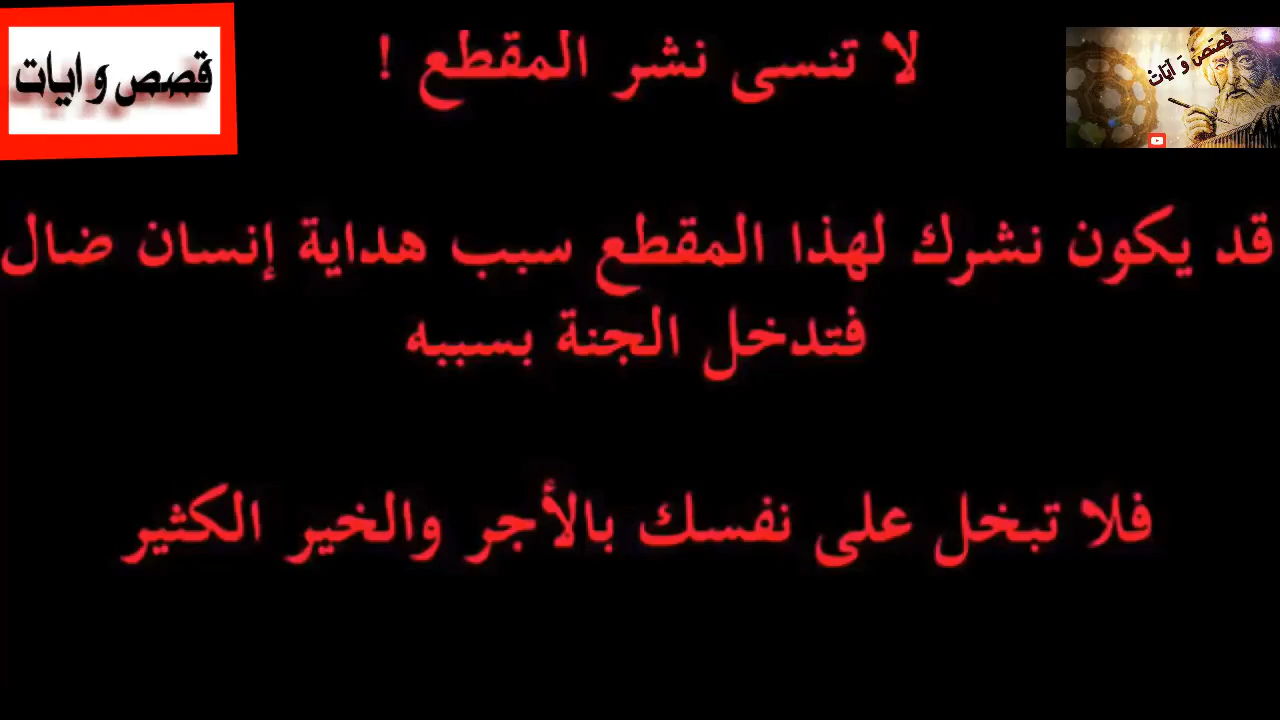 قصص و ايات
قصص و آيات
لا تنسى نشر المقطع !
قد يكون نشرك لهذا المقطع سبب هداية إنسان ضال
فتدخل الجنة بسببه
فلا تبخل على نفسك بالأجر والخير الكثير